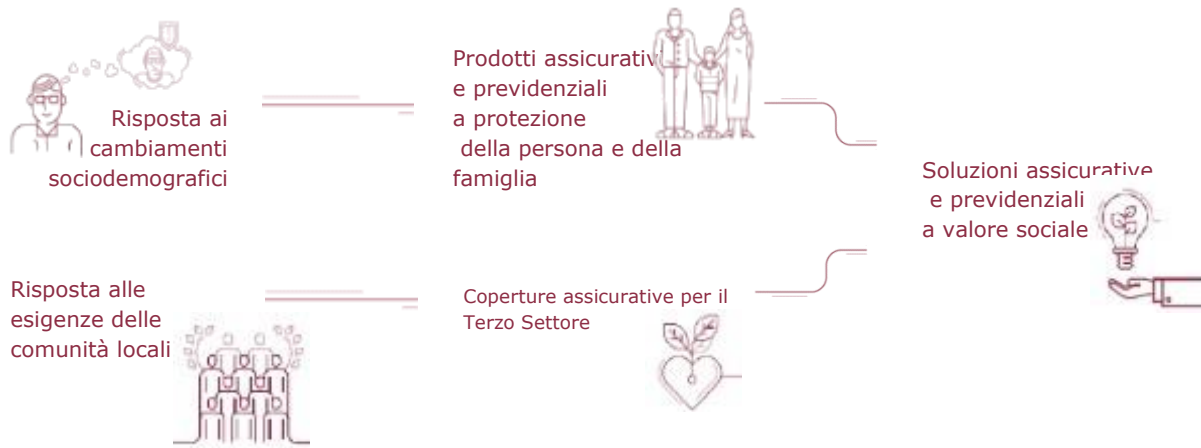 Risposta ai
cambiamenti
sociodemografici
Prodotti assicurativi
e previdenziali
a protezione
della persona e della
famiglia
Soluzioni assicurative
e previdenziali
a valore sociale
Risposta alle
esigenze delle
comunità locali
Coperture assicurative per il
Terzo Settore